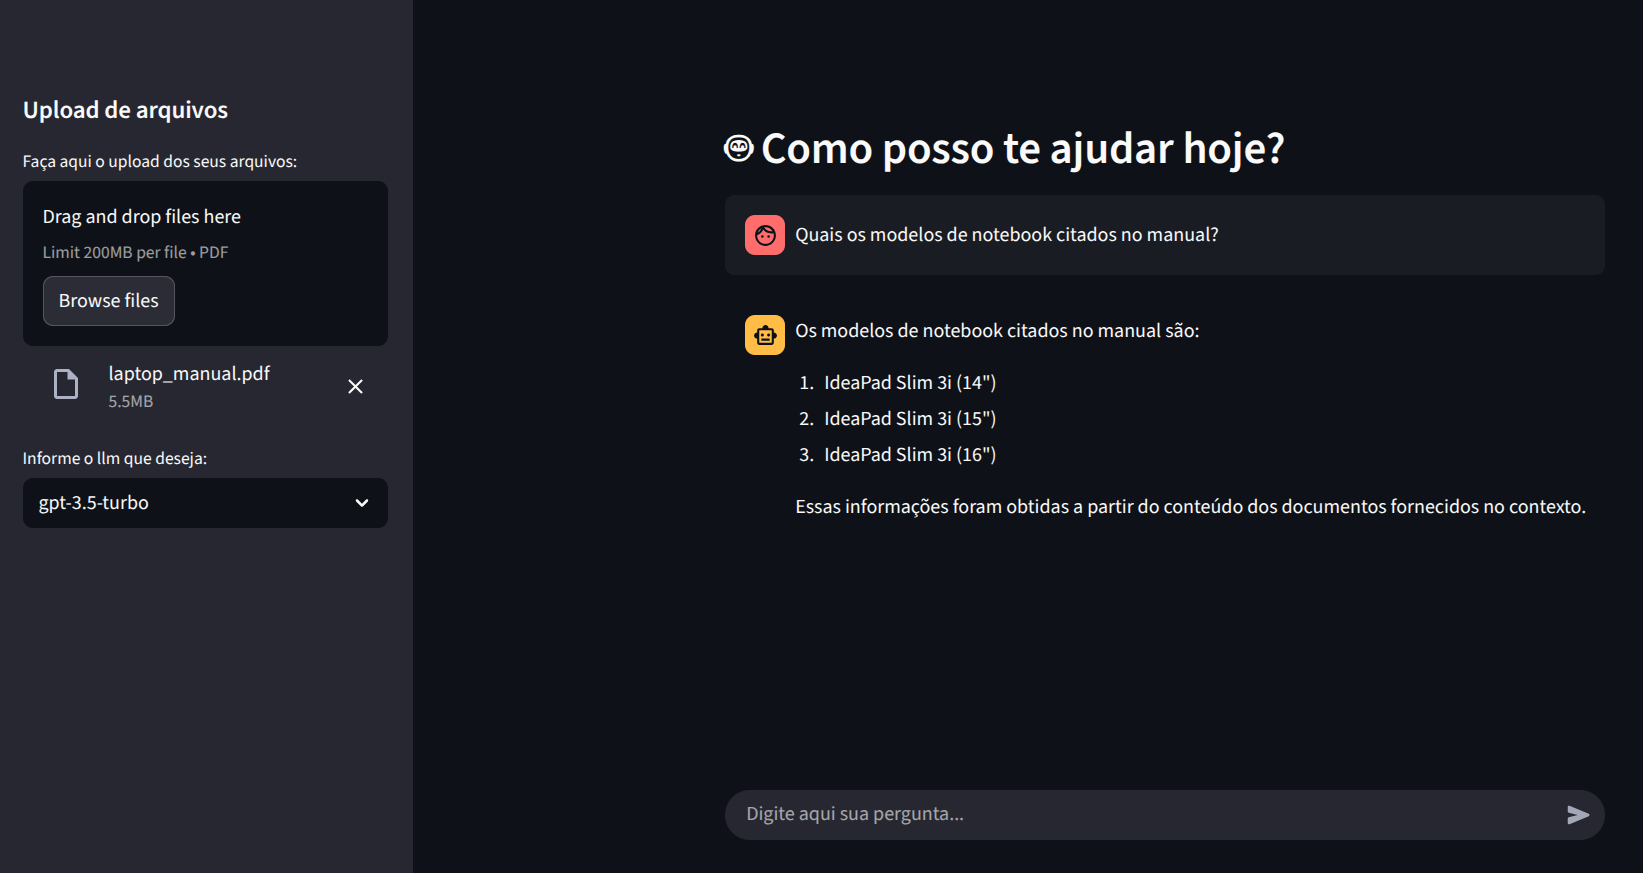 Upload de arquivos
Faça aqui o upload dos seus arquivos:
Drag and drop files here
Limit 200MB per file • PDF
Browse files
laptop_manual.pdf
5.5MB
Informe o llm que deseja:
gpt-3.5-turbo
Como posso te ajudar hoje?
Quais os modelos de notebook citados no manual?
Os modelos de notebook citados no manual são:
1. IdeaPad Slim 3i (14")
2. IdeaPad Slim 3i (15")
3. IdeaPad Slim 3i (16")
Essas informações foram obtidas a partir do conteúdo dos documentos fornecidos no contexto.
Digite aqui sua pergunta...